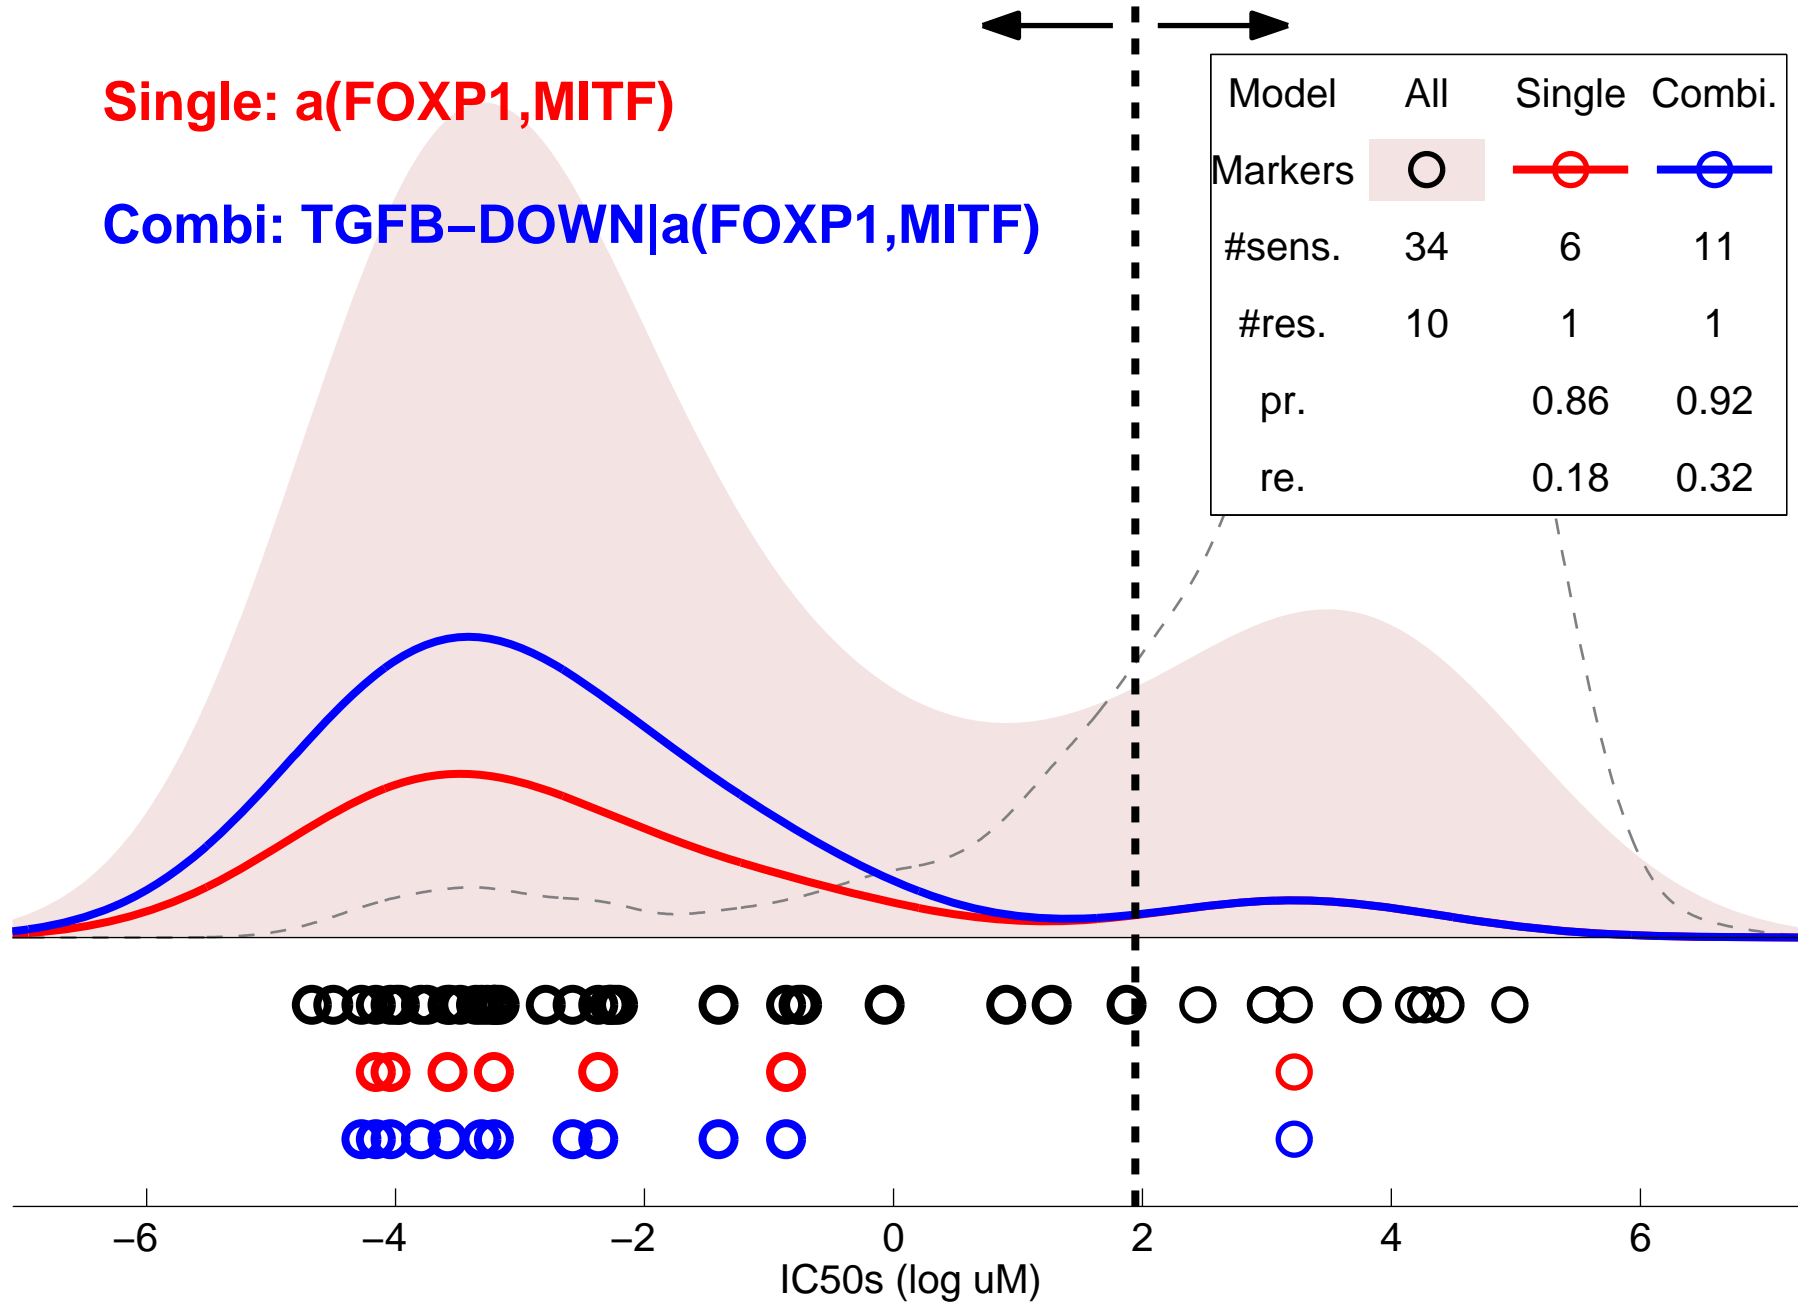 Single: a(FOXP1,MITF)
Combi: TGFB–DOWN|a(FOXP1,MITF)
Model All Single Combi.
Markers
#sens. 34 6 11
#res. 10 1 1
pr. 0.86 0.92
re. 0.18 0.32
−6 −4 −2 0 2 4 6
IC50s (log uM)